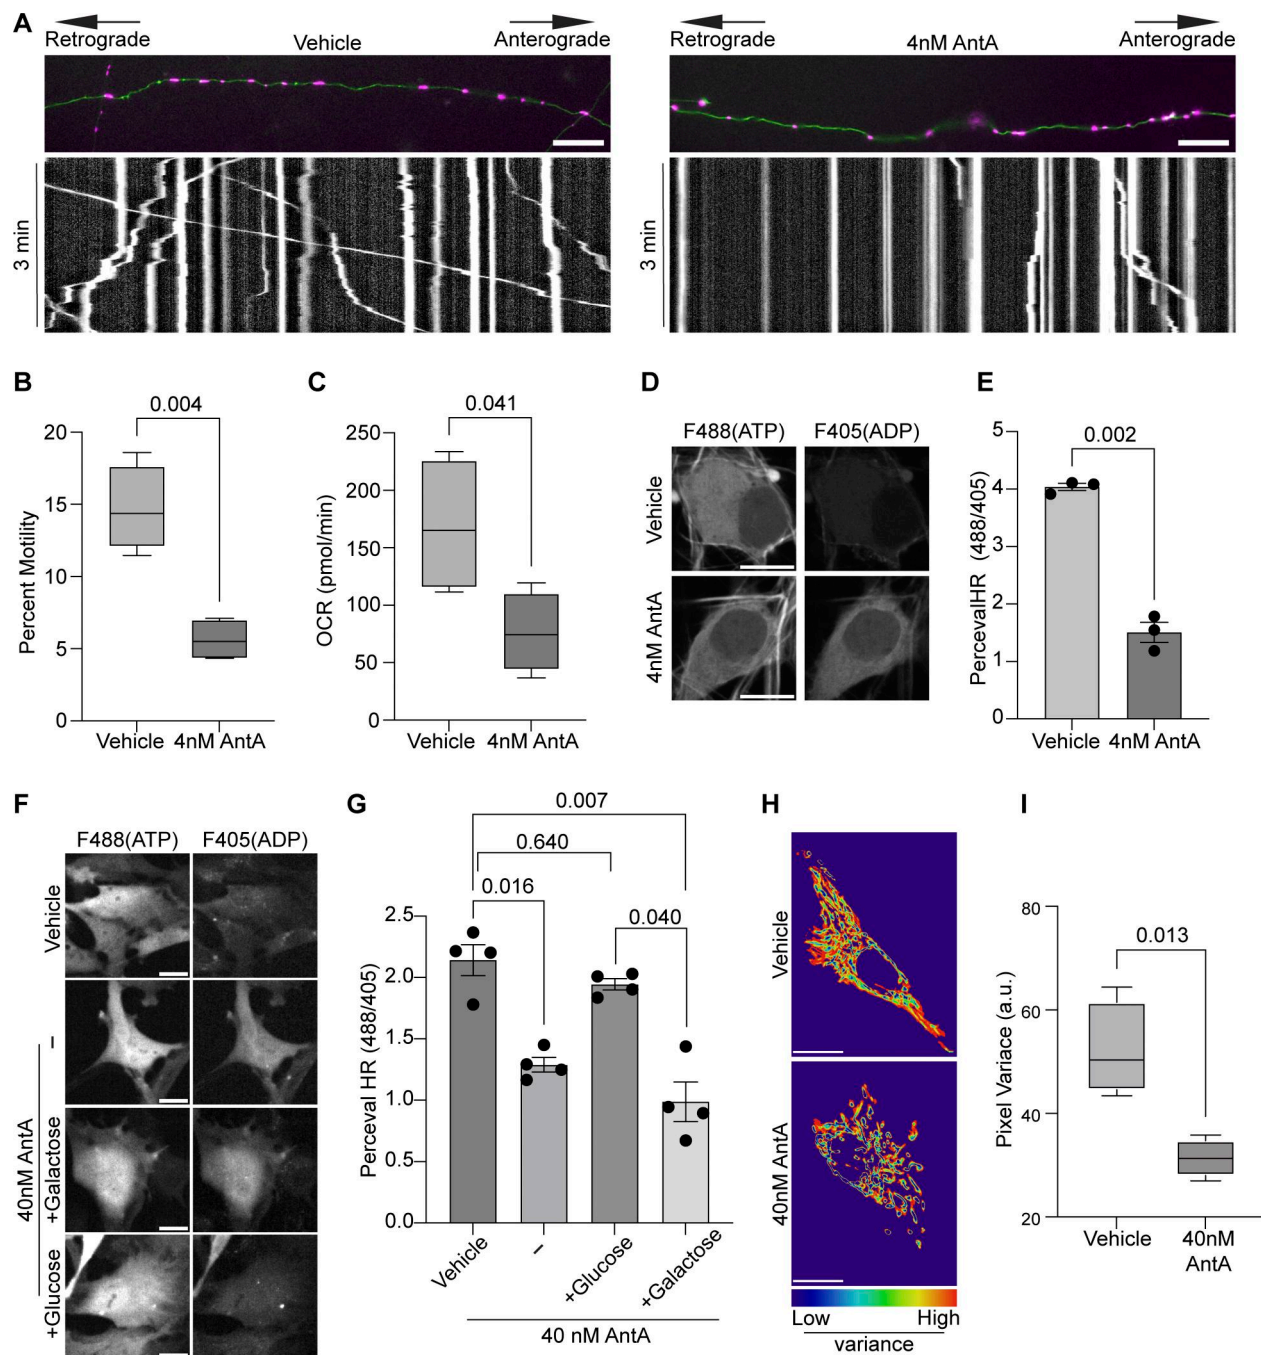 A
Retrograde
Vehicle
Anterograde
Retrograde
4nM AntA
Anterograde
3 min
3 min
B
0.004
20
15
10
5
0
Percent Motility
Vehicle
4nM AntA
C
0.041
250
200
150
100
50
0
OCR (pmol/min)
Vehicle
4nM AntA
D
F488(ATP)
F405(ADP)
Vehicle
4nM AntA
E
0.002
5
4
3
2
1
0
PercevalHR (488/405)
Vehicle
4nM AntA
F
F488(ATP)
F405(ADP)
Vehicle
–
+Galactose
+Glucose
40nM AntA
G
0.007
0.640
0.016
0.040
2.5
2.0
1.5
1.0
0.5
0.0
Perceval HR (488/405)
Vehicle
–
+Glucose
+Galactose
40 nM AntA
H
Vehicle
40nM AntA
Low
High
variance
I
0.013
80
60
40
20
Pixel Variace (a.u.)
Vehicle
40nM
AntA